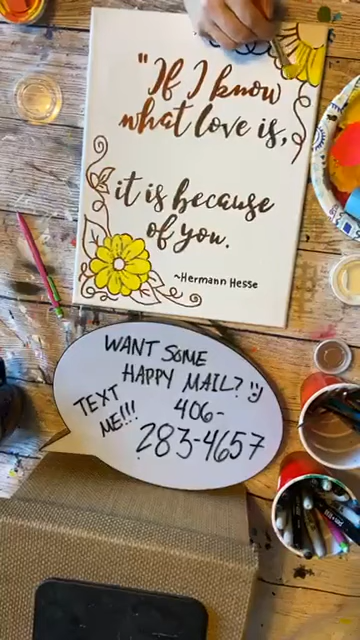 "If I know
what love is,
it is because
of you.
~Hermann Hesse
WANT SOME
HAPPY MAIL? :)
TEXT
ME!!!
406-
283-4657